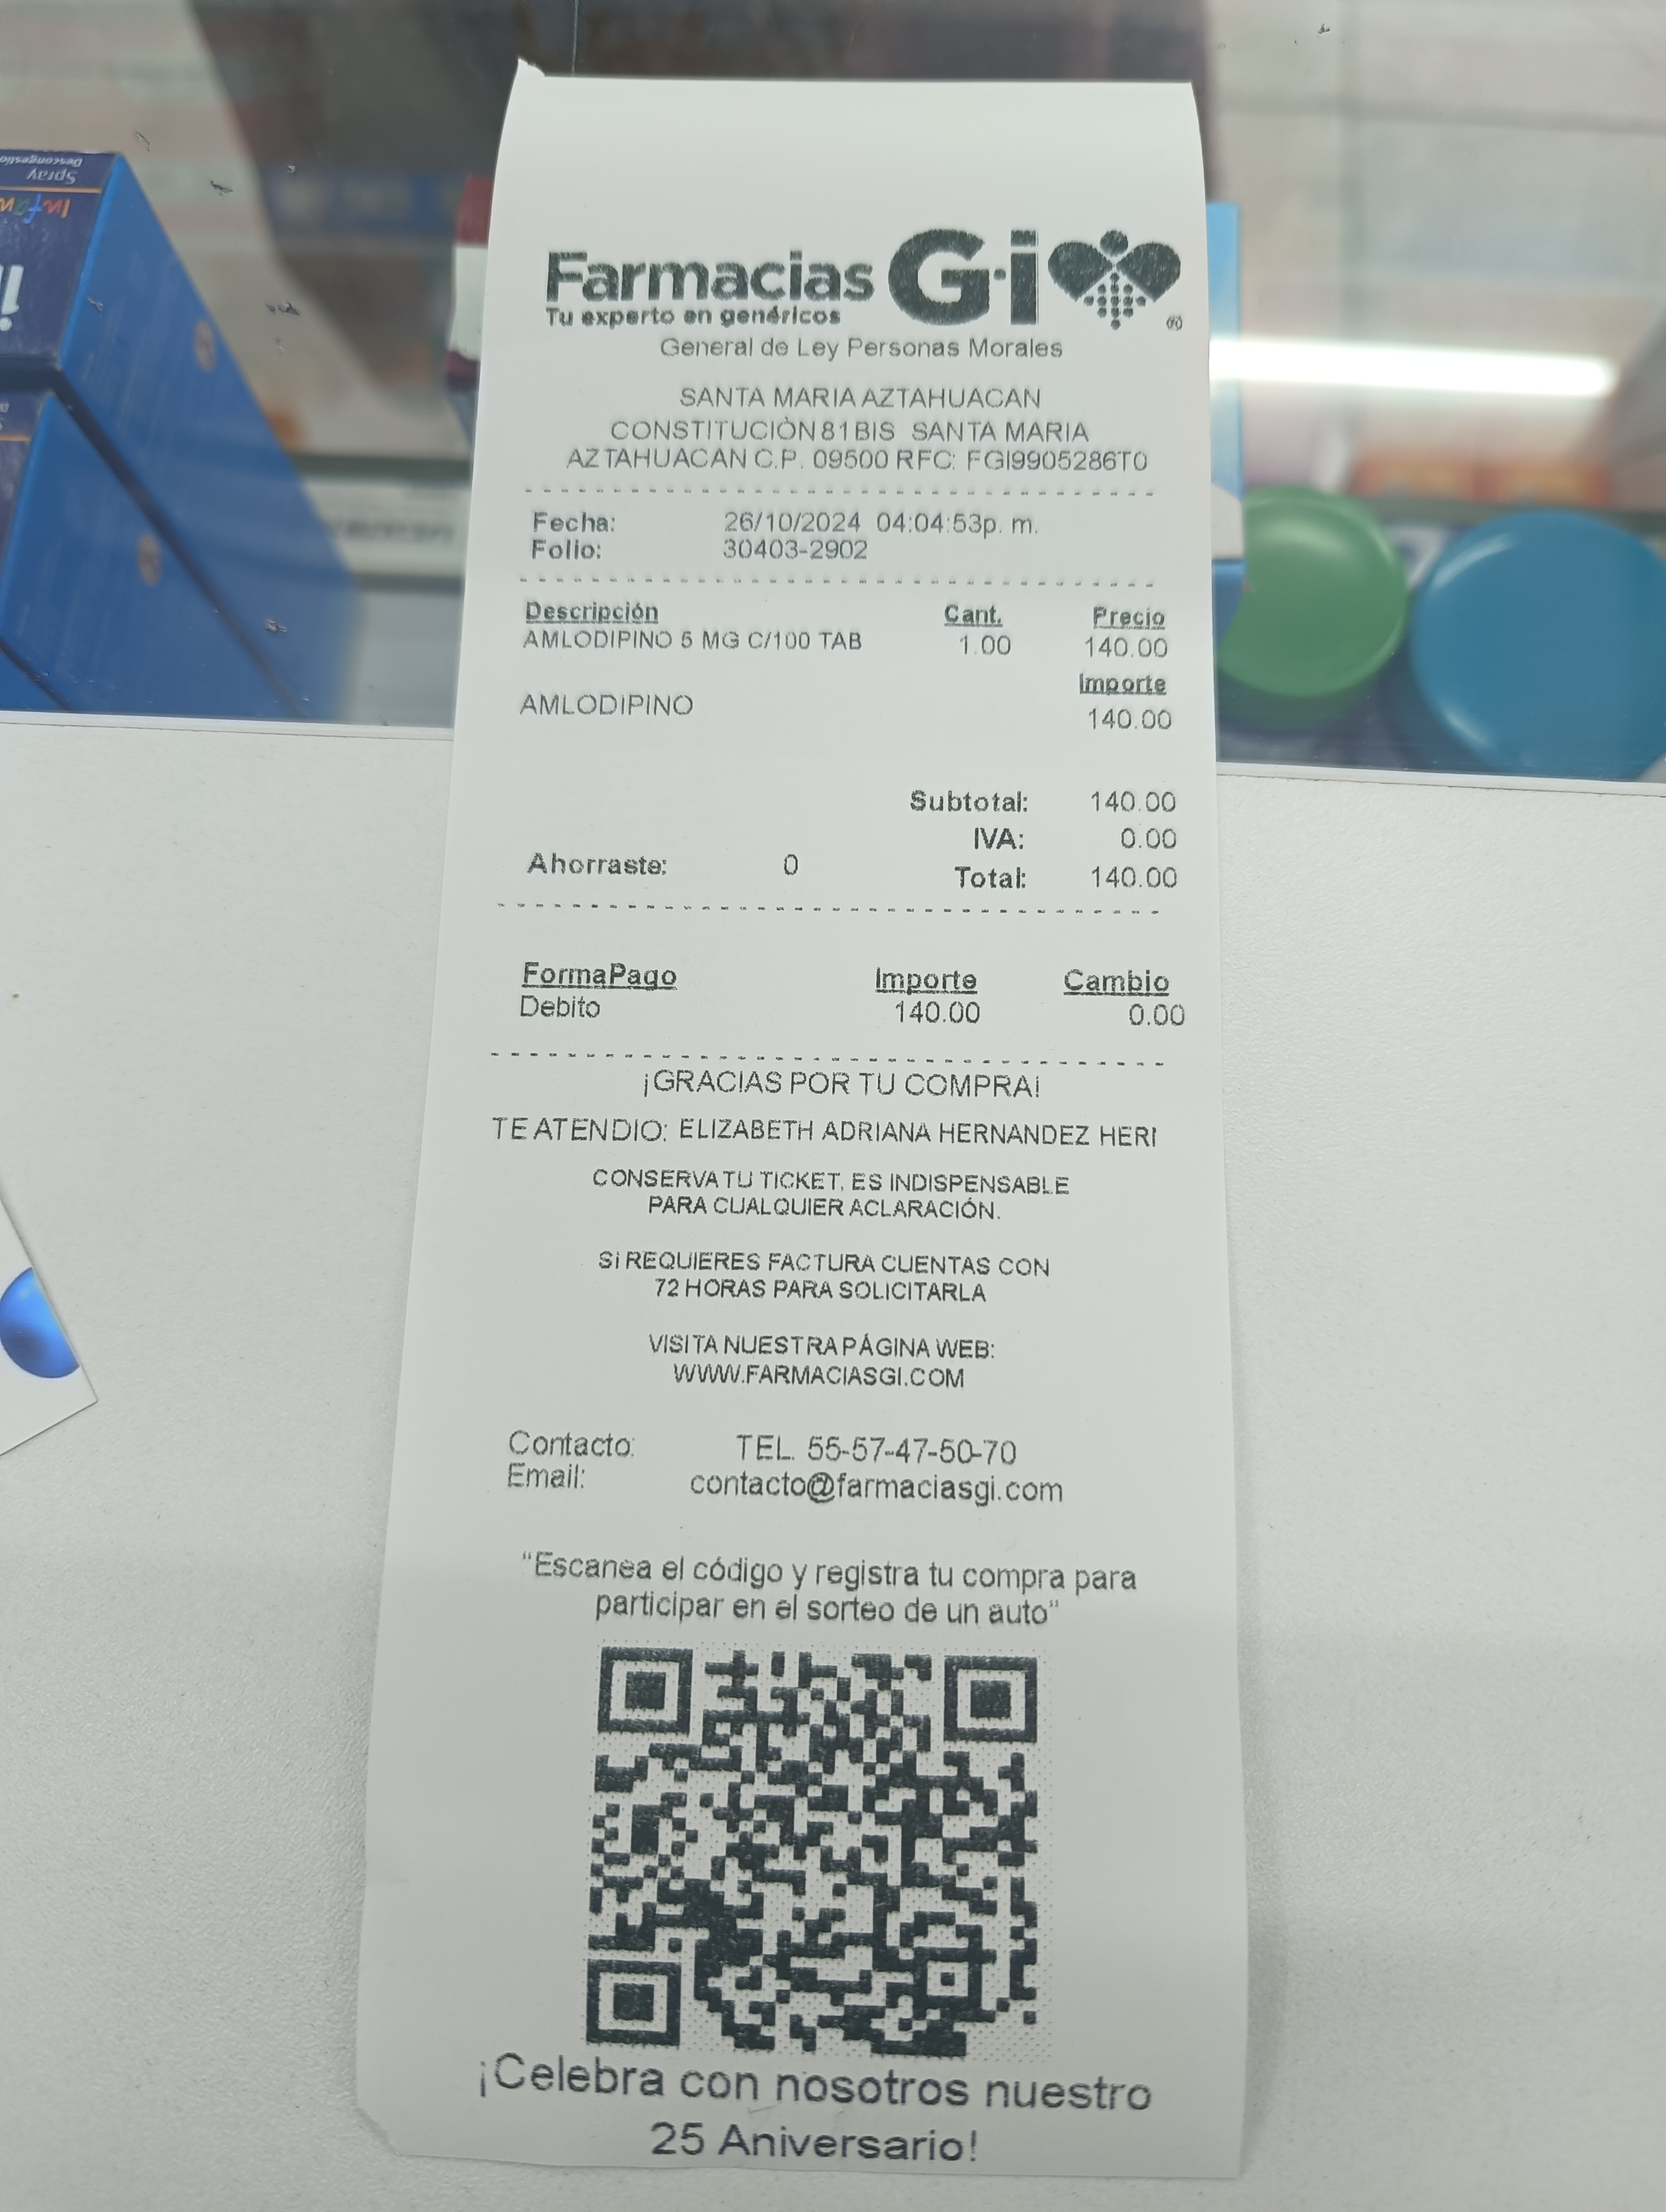 Farmacias G·i
Tu experto en genéricos
®
General de Ley Personas Morales
SANTA MARIA AZTAHUACAN
CONSTITUCIÓN 81 BIS SANTA MARIA
AZTAHUACAN C.P. 09500 RFC: FGI9905286T0
Fecha: 26/10/2024 04:04:53p. m.
Folio: 30403-2902
Descripción Cant. Precio
AMLODIPINO 5 MG C/100 TAB 1.00 140.00
Importe
AMLODIPINO 140.00
Subtotal: 140.00
IVA: 0.00
Ahorraste: 0 Total: 140.00
FormaPago Importe Cambio
Debito 140.00 0.00
¡GRACIAS POR TU COMPRA!
TE ATENDIO: ELIZABETH ADRIANA HERNANDEZ HER
CONSERVA TU TICKET, ES INDISPENSABLE
PARA CUALQUIER ACLARACIÓN.
SI REQUIERES FACTURA CUENTAS CON
72 HORAS PARA SOLICITARLA
VISITA NUESTRA PÁGINA WEB:
WWW.FARMACIASGI.COM
Contacto: TEL. 55-57-47-50-70
Email: contacto@farmaciasgi.com
"Escanea el código y registra tu compra para
participar en el sorteo de un auto"
¡Celebra con nosotros nuestro
25 Aniversario!
Spray